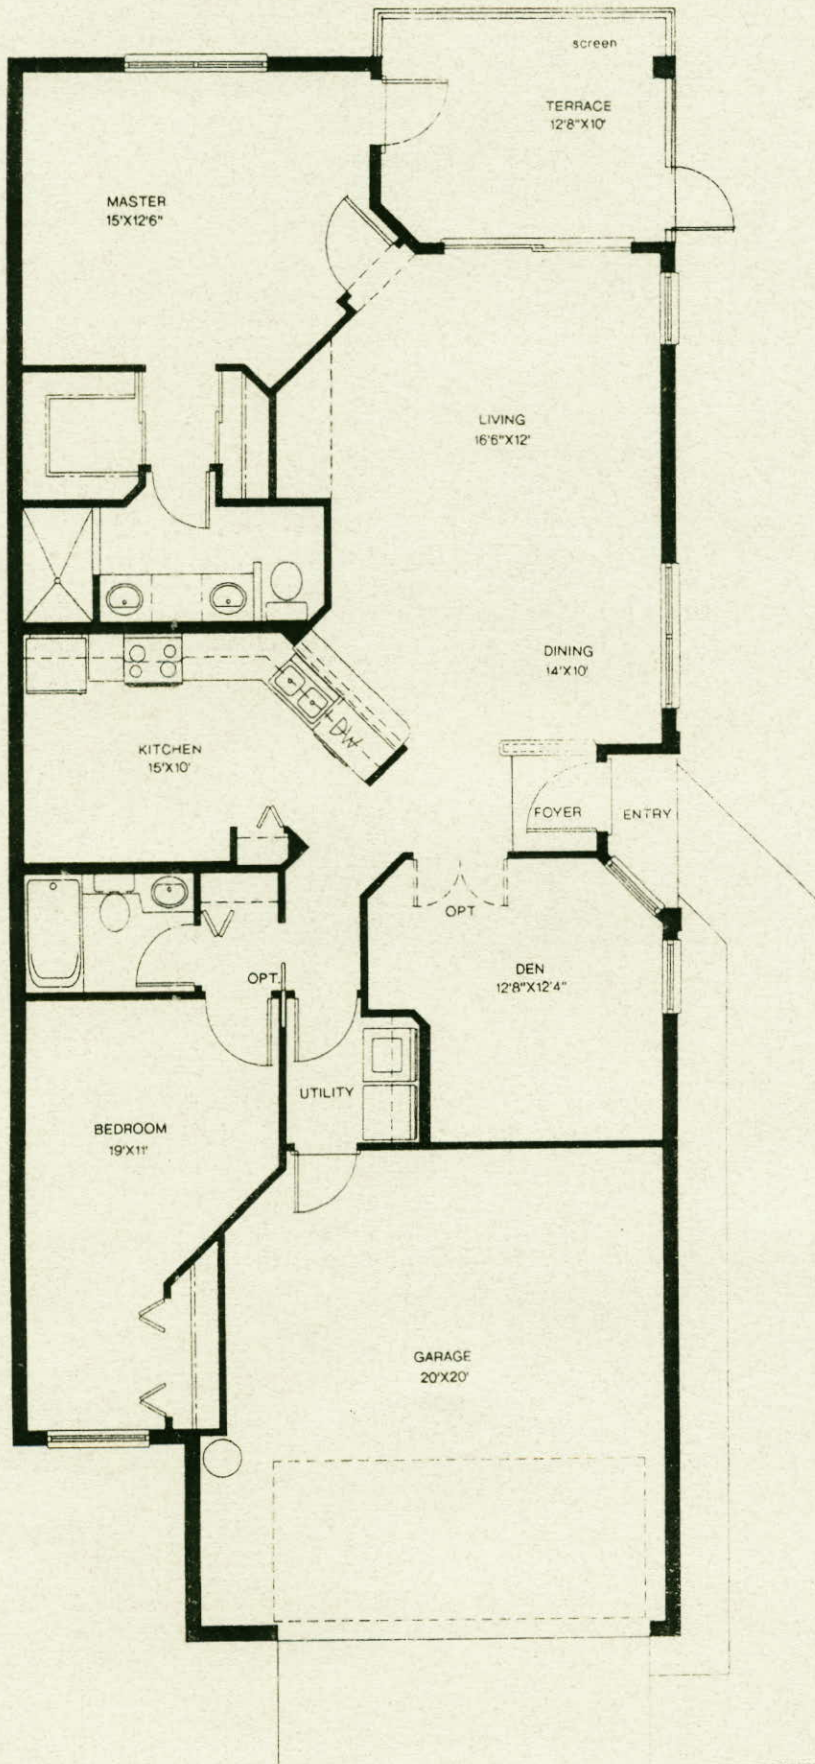 screen
TERRACE
12'8"X10'
MASTER
15'X12'6"
LIVING
16'6"X12'
DINING
14'X10'
KITCHEN
15'X10'
DW
FOYER
ENTRY
OPT
DEN
12'8"X12'4"
OPT.
UTILITY
BEDROOM
19'X11'
GARAGE
20'X20'